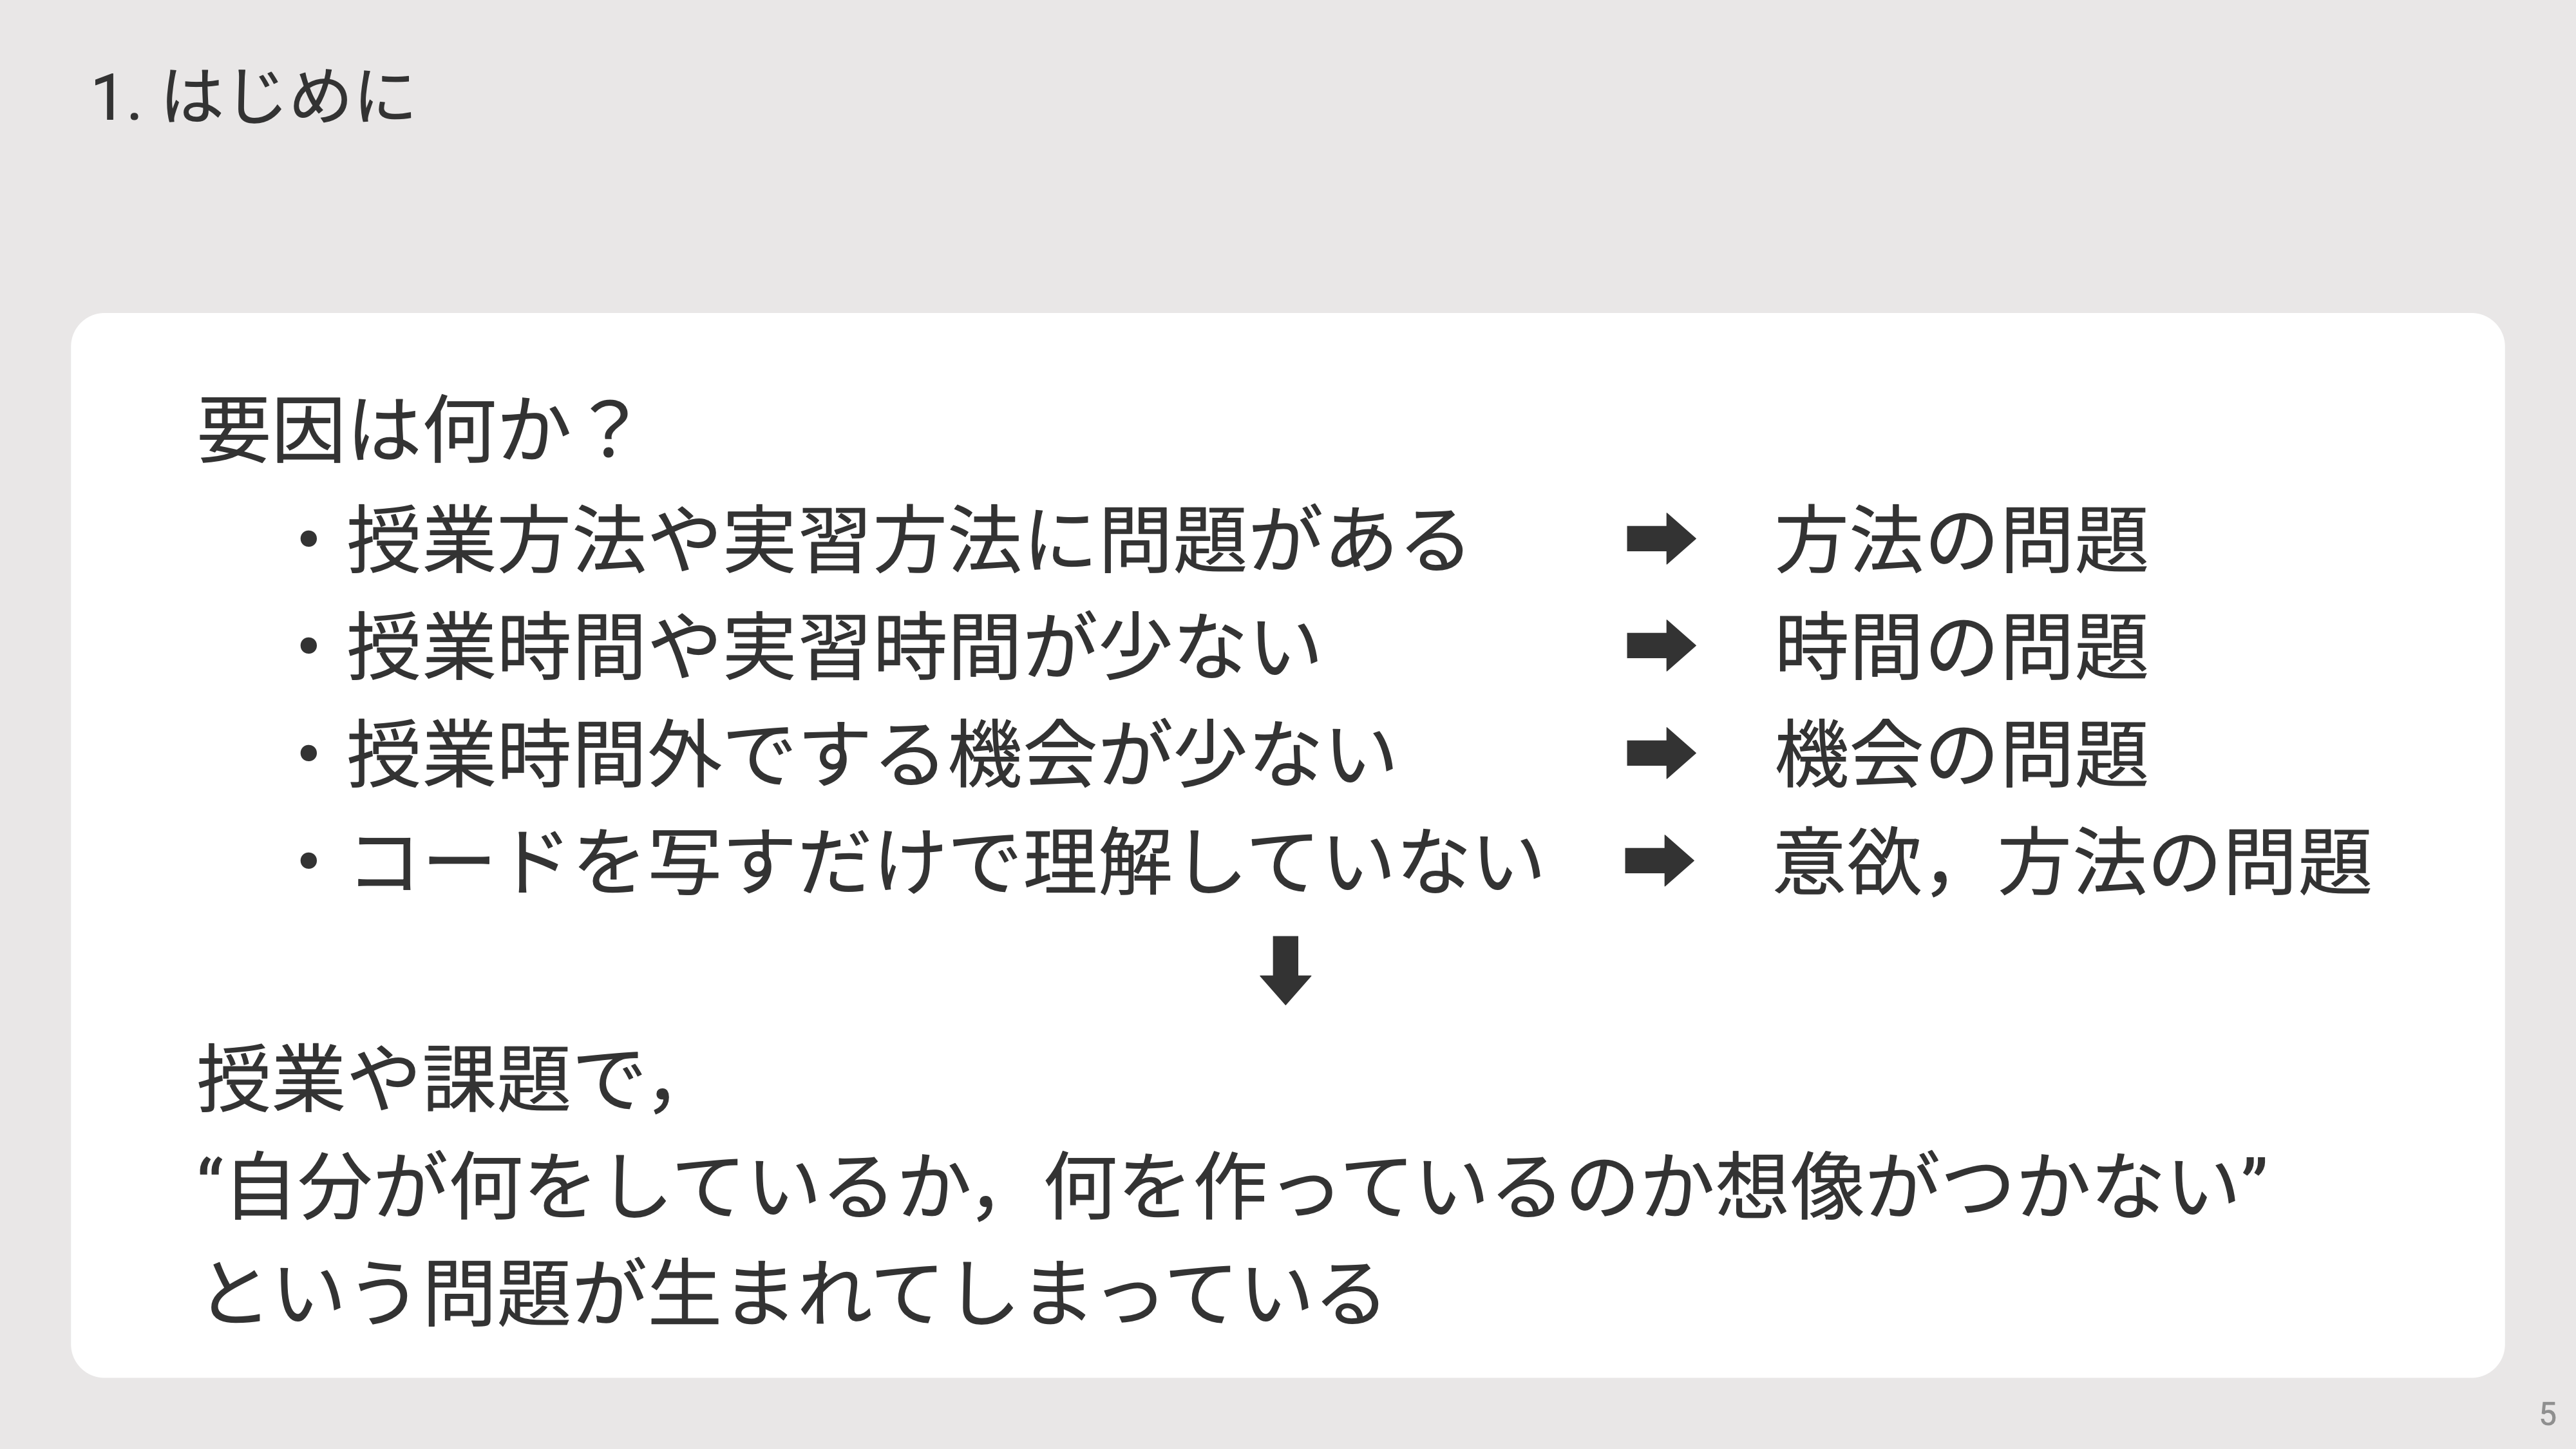 1. はじめに
要因は何か？
・授業方法や実習方法に問題がある ➡ 方法の問題
・授業時間や実習時間が少ない ➡ 時間の問題
・授業時間外でする機会が少ない ➡ 機会の問題
・コードを写すだけで理解していない ➡ 意欲，方法の問題
⬇
授業や課題で，
“自分が何をしているか，何を作っているのか想像がつかない”
という問題が生まれてしまっている
5